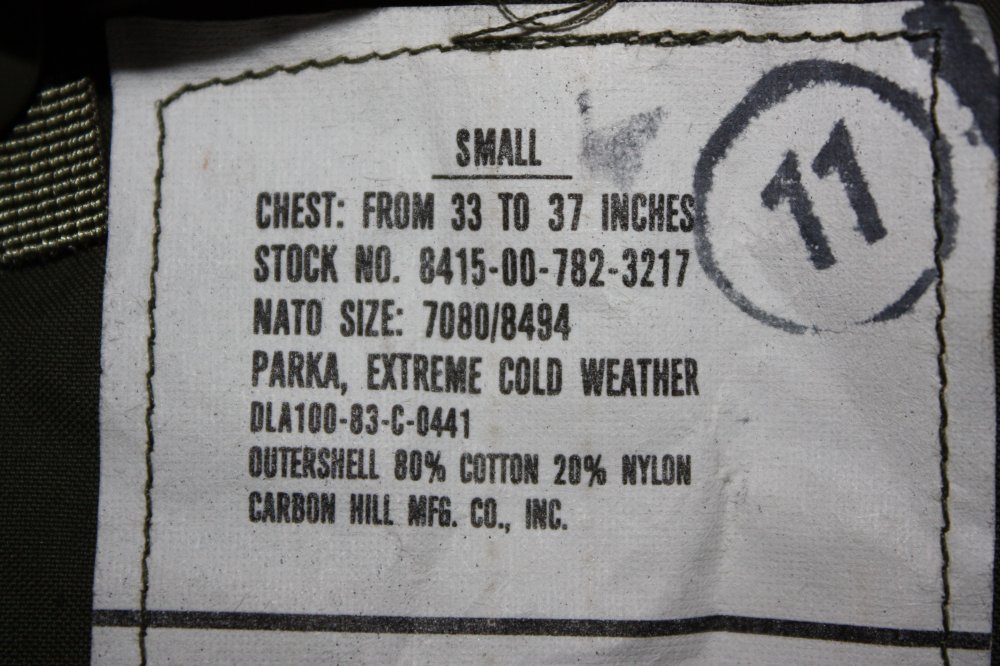 SMALL
11
CHEST: FROM 33 TO 37 INCHES
STOCK NO. 8415-00-782-3217
NATO SIZE: 7080/8494
PARKA, EXTREME COLD WEATHER
DLA100-83-C-0441
OUTERSHELL 80% COTTON 20% NYLON
CARBON HILL MFG. CO., INC.